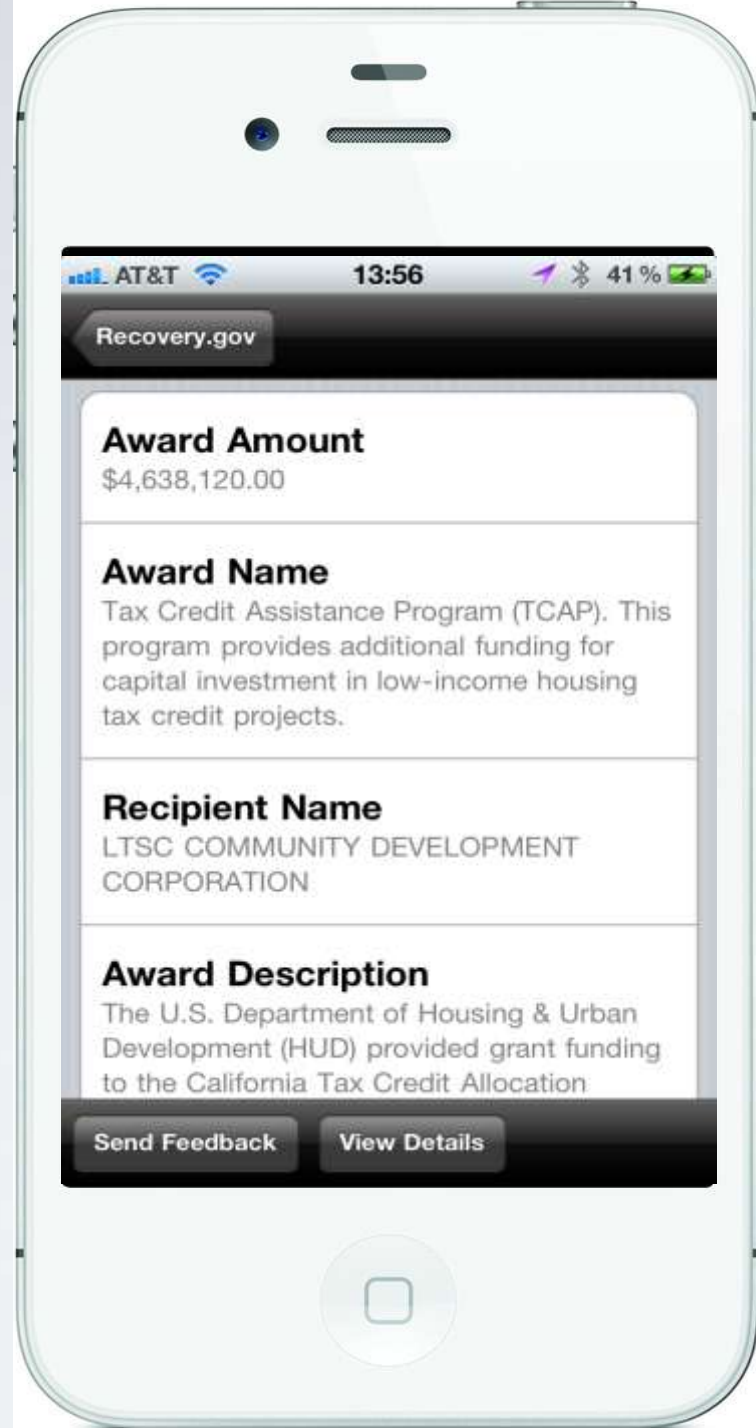 AT&T 13:56 41%
Recovery.gov
Award Amount
$4,638,120.00
Award Name
Tax Credit Assistance Program (TCAP). This
program provides additional funding for
capital investment in low-income housing
tax credit projects.
Recipient Name
LTSC COMMUNITY DEVELOPMENT
CORPORATION
Award Description
The U.S. Department of Housing & Urban
Development (HUD) provided grant funding
to the California Tax Credit Allocation
Send Feedback View Details